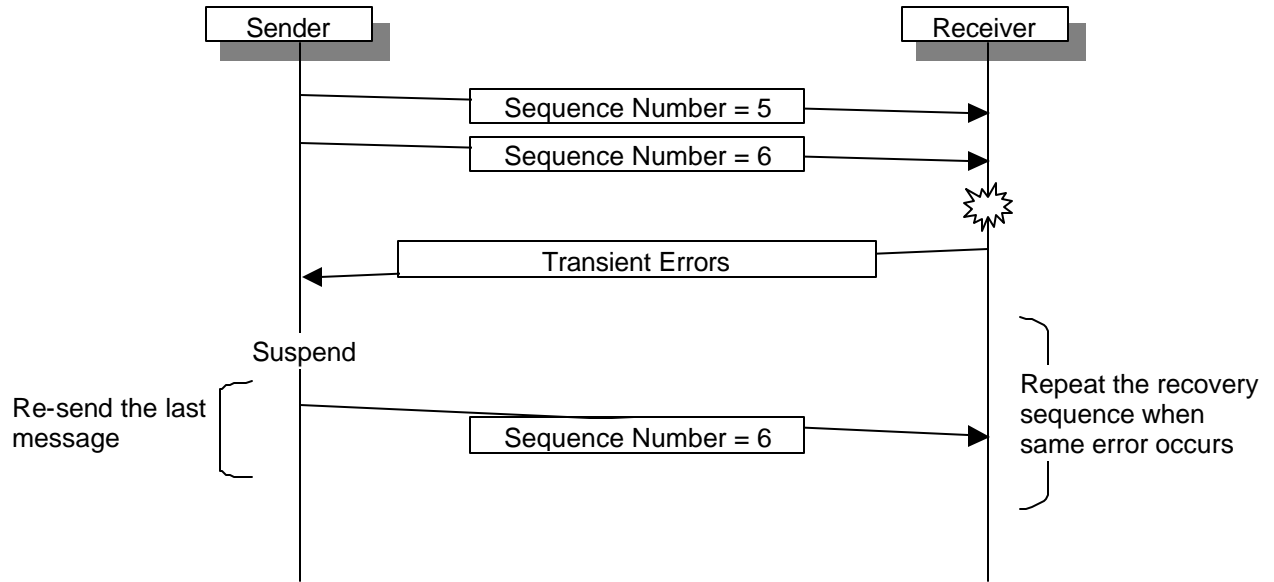 Sender
Receiver
Sequence Number = 5
Sequence Number = 6
Transient Errors
Suspend
Re-send the last
message
Sequence Number = 6
Repeat the recovery
sequence when
same error occurs